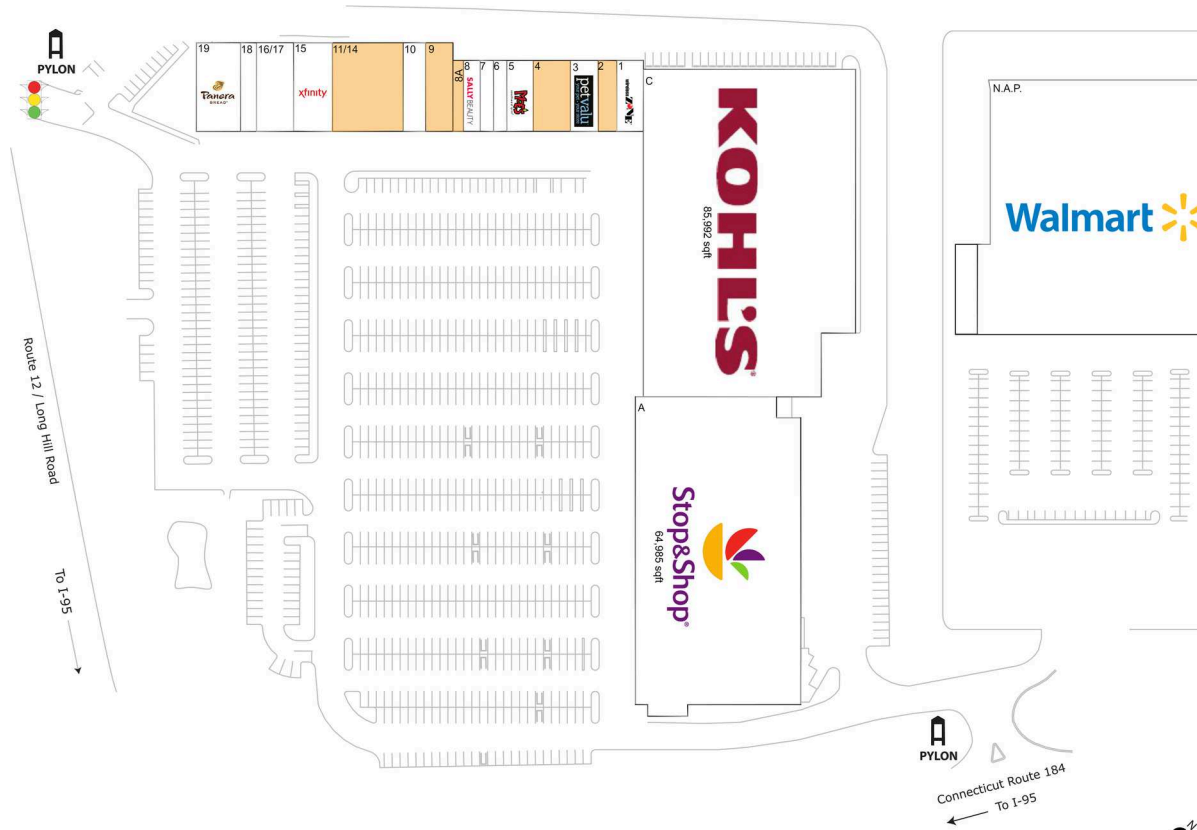 PYLON
19
18
16/17
15
11/14
10
9
8A
8
7
6
5
4
3
2
1
Panera
BREAD
xfinity
SALLY BEAUTY
petvalu
ZONE
C
KOHL'S
85,992 sqft
N.A.P.
Walmart
A
Stop&Shop
64,985 sqft
Route 12 / Long Hill Road
To I-95
PYLON
Connecticut Route 184
To I-95
N